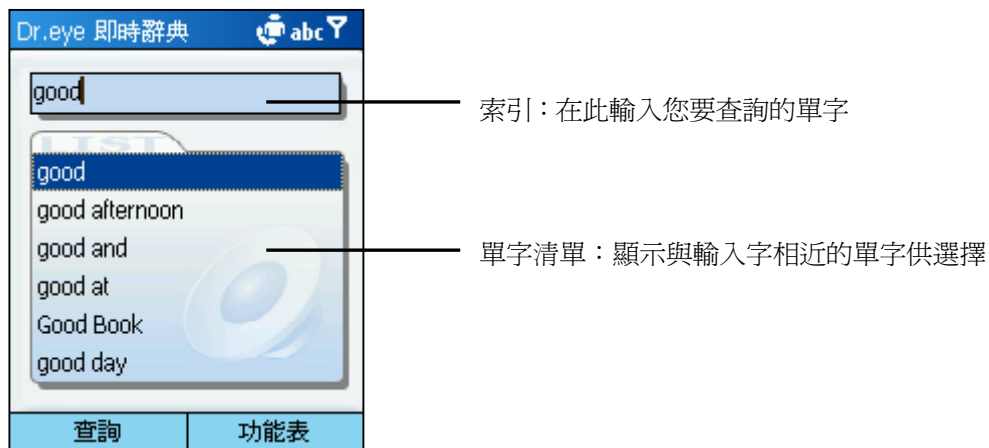 Dr.eye 即時辭典 abc
good
索引：在此輸入您要查詢的單字
LIST
good
good afternoon
good and
單字清單：顯示與輸入字相近的單字供選擇
good at
Good Book
good day
查詢 功能表